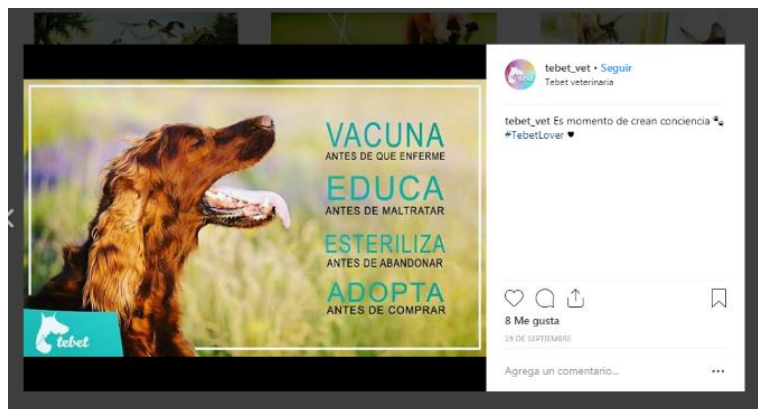 VACUNA
ANTES DE QUE ENFERME
EDUCA
ANTES DE MALTRATAR
ESTERILIZA
ANTES DE ABANDONAR
ADOPTA
ANTES DE COMPRAR
tebet
tebet_vet • Seguir
Tebet veterinaria
tebet_vet Es momento de crean conciencia 🐾
#TebetLover ♥
8 Me gusta
19 DE SEPTIEMBRE
Agrega un comentario...